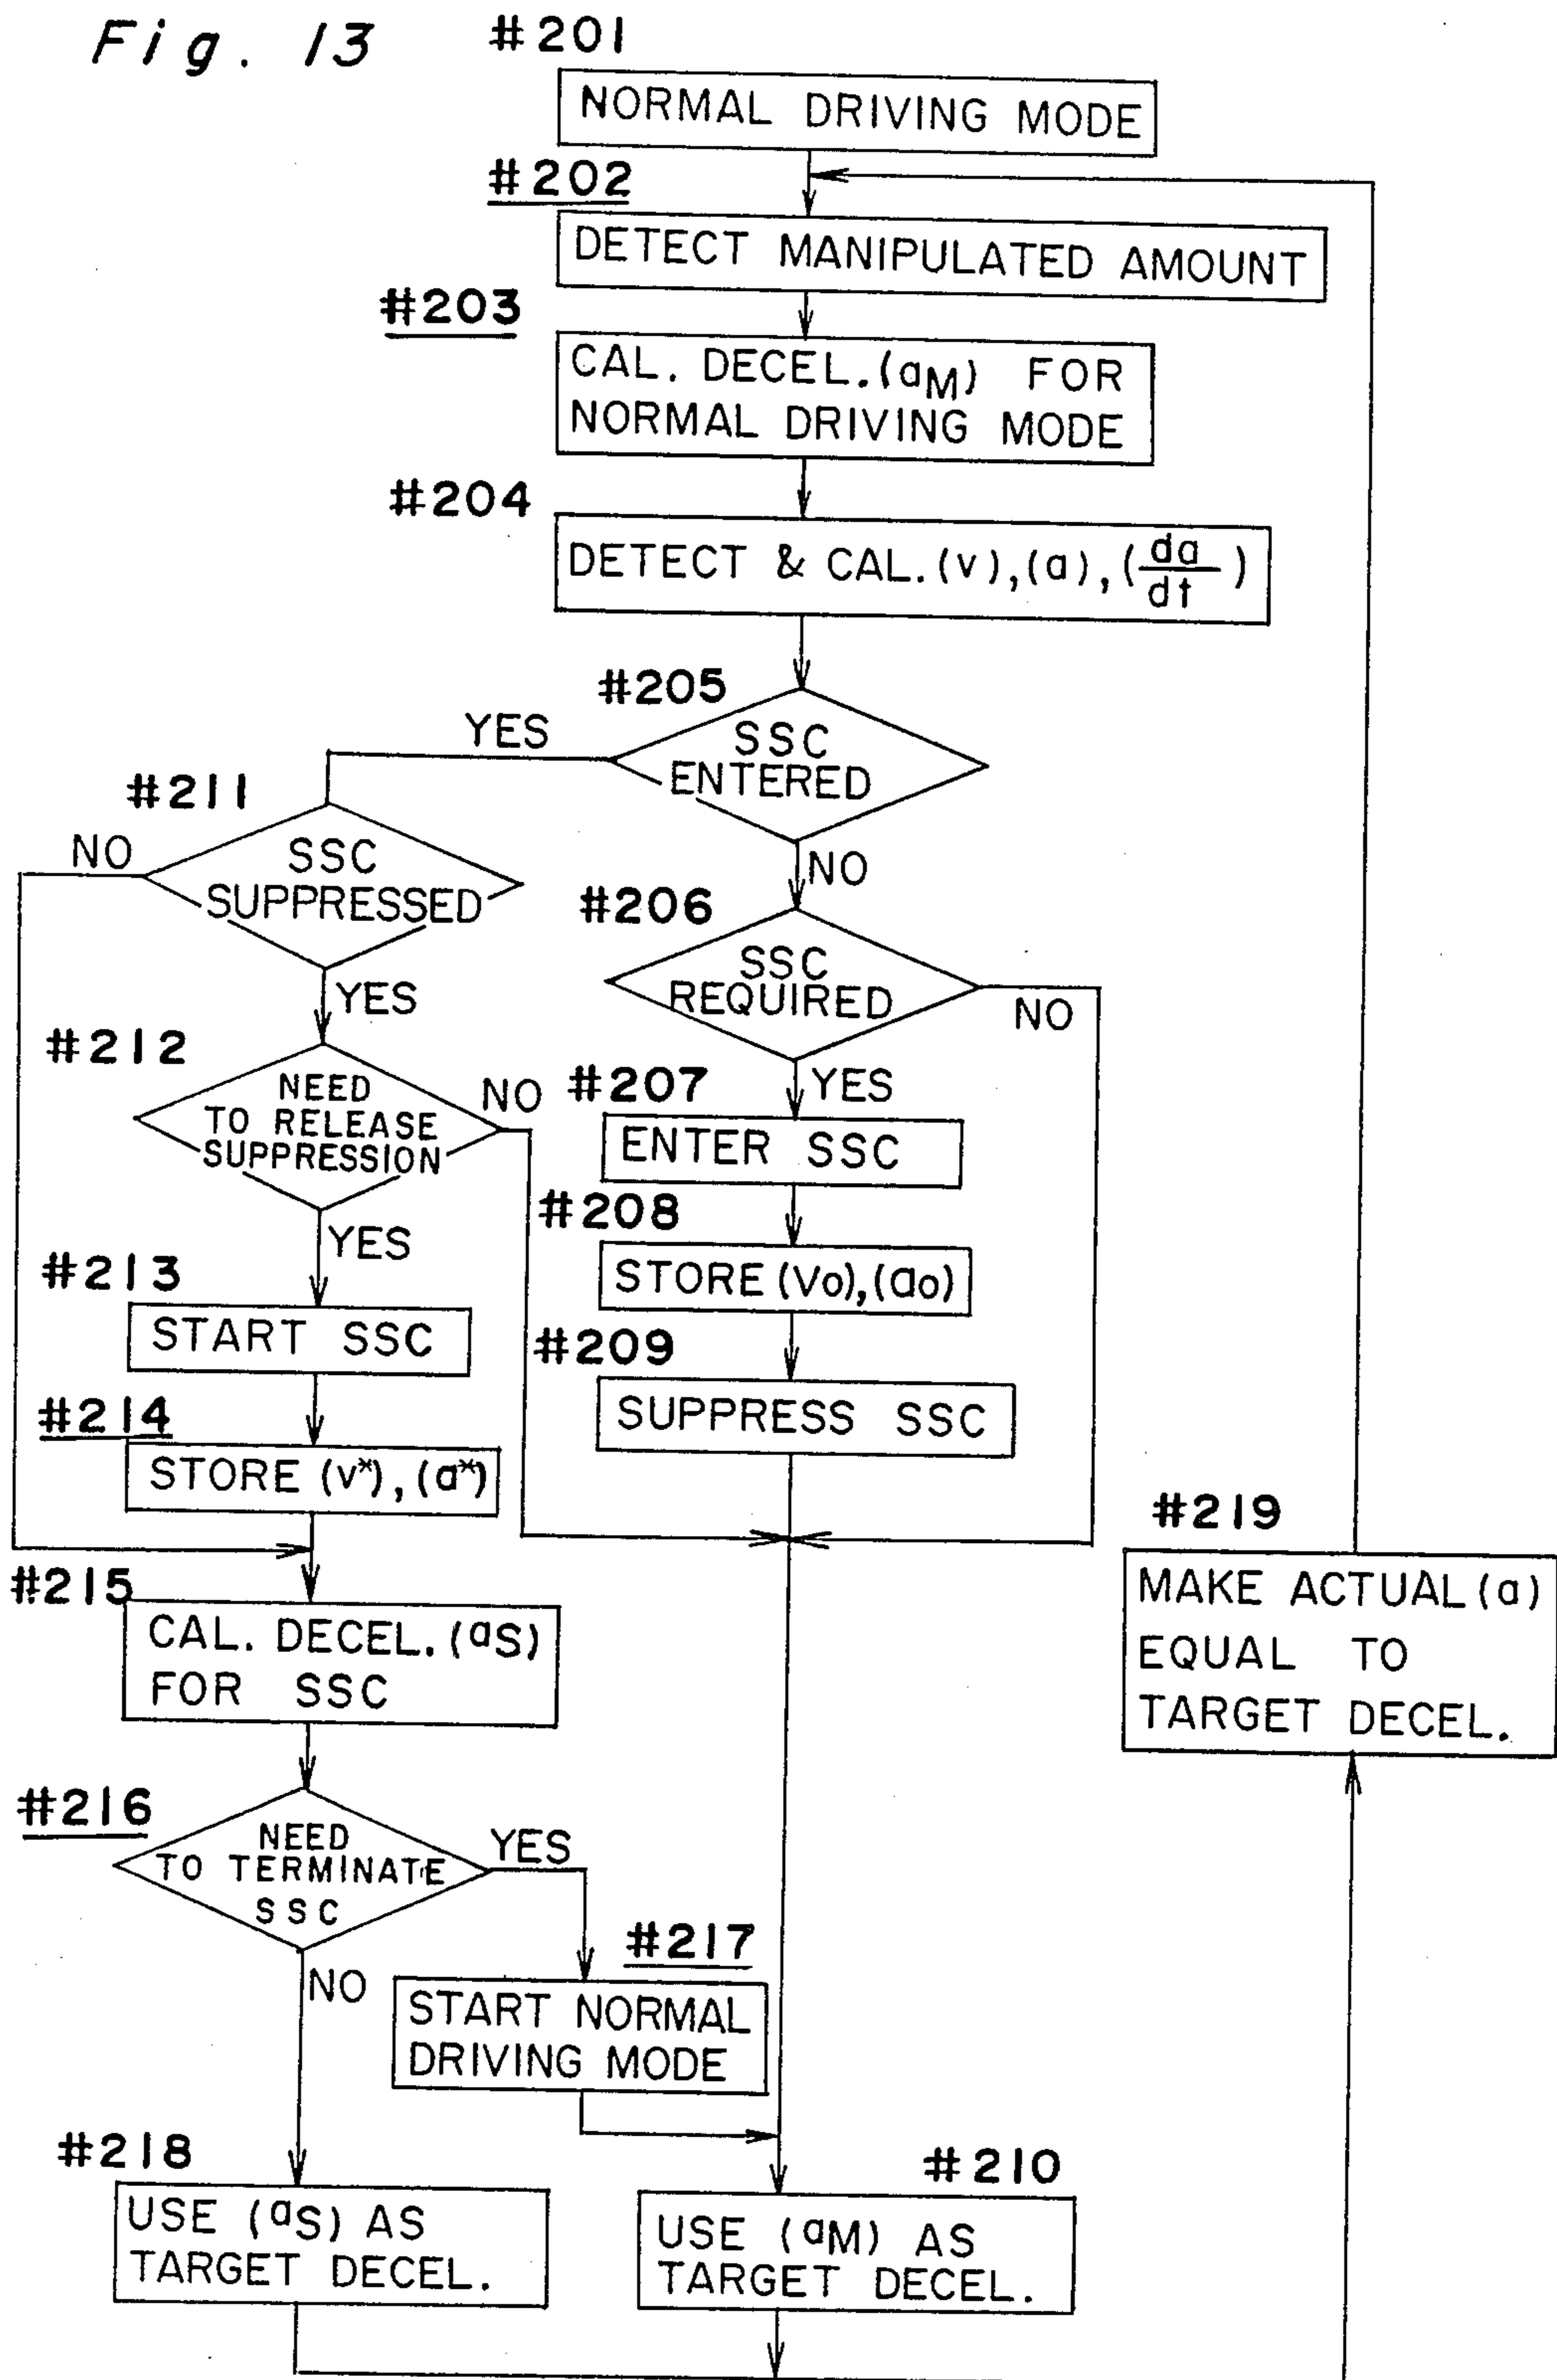 Fig. 13
#201
NORMAL DRIVING MODE
#202
DETECT MANIPULATED AMOUNT
#203
CAL. DECEL. (aM) FOR
NORMAL DRIVING MODE
#204
DETECT & CAL. (v), (a), (da/dt)
#205
SSC
ENTERED
YES
NO
#211
SSC
SUPPRESSED
NO
YES
#206
SSC
REQUIRED
NO
YES
#212
NEED
TO RELEASE
SUPPRESSION
NO
YES
#207
ENTER SSC
#208
STORE (Vo), (ao)
#209
SUPPRESS SSC
#213
START SSC
#214
STORE (v*), (a*)
#215
CAL. DECEL. (aS)
FOR SSC
#216
NEED
TO TERMINATE
SSC
YES
NO
#217
START NORMAL
DRIVING MODE
#218
USE (aS) AS
TARGET DECEL.
#210
USE (aM) AS
TARGET DECEL.
#219
MAKE ACTUAL (a)
EQUAL TO
TARGET DECEL.